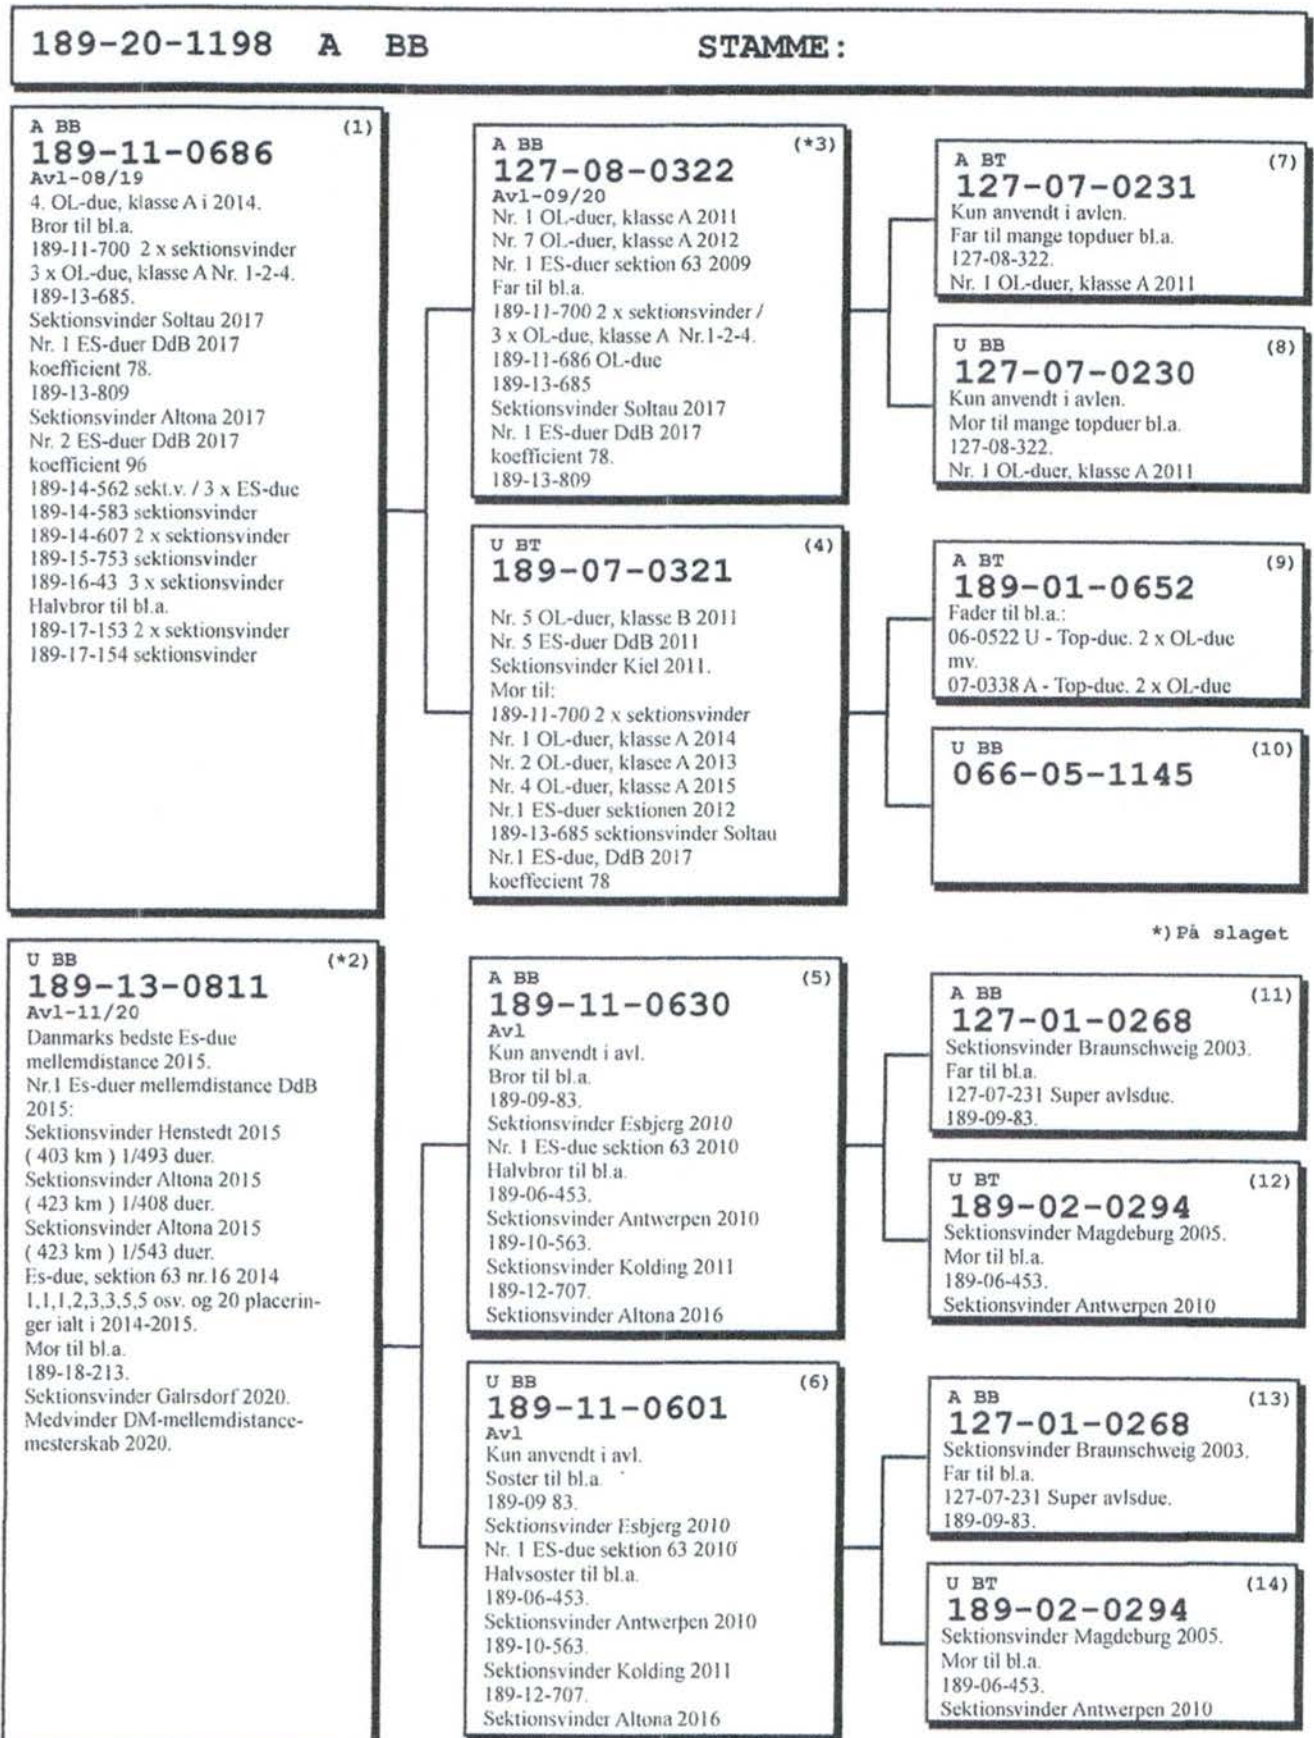 189-20-1198 A BB STAMME:
A BB (1)
189-11-0686
Avl-08/19
4. OL-due, klasse A i 2014.
Bror til bl.a.
189-11-700 2 x sektionsvinder
3 x OL-due, klasse A Nr. 1-2-4.
189-13-685.
Sektionsvinder Soltau 2017
Nr. 1 ES-duer DdB 2017
koefficient 78.
189-13-809
Sektionsvinder Altona 2017
Nr. 2 ES-duer DdB 2017
koefficient 96
189-14-562 sekt.v. / 3 x ES-due
189-14-583 sektionsvinder
189-14-607 2 x sektionsvinder
189-15-753 sektionsvinder
189-16-43 3 x sektionsvinder
Halvbror til bl.a.
189-17-153 2 x sektionsvinder
189-17-154 sektionsvinder
A BB (*3)
127-08-0322
Avl-09/20
Nr. 1 OL-duer, klasse A 2011
Nr. 7 OL-duer, klasse A 2012
Nr. 1 ES-duer sektion 63 2009
Far til bl.a.
189-11-700 2 x sektionsvinder /
3 x OL-due, klasse A Nr.1-2-4.
189-11-686 OL-due
189-13-685
Sektionsvinder Soltau 2017
Nr. 1 ES-duer DdB 2017
koefficient 78.
189-13-809
U BT (4)
189-07-0321
Nr. 5 OL-duer, klasse B 2011
Nr. 5 ES-duer DdB 2011
Sektionsvinder Kiel 2011.
Mor til:
189-11-700 2 x sektionsvinder
Nr. 1 OL-duer, klasse A 2014
Nr. 2 OL-duer, klasee A 2013
Nr. 4 OL-duer, klasse A 2015
Nr.1 ES-duer sektionen 2012
189-13-685 sektionsvinder Soltau
Nr.1 ES-due, DdB 2017
koeffecient 78
A BT (7)
127-07-0231
Kun anvendt i avlen.
Far til mange topduer bl.a.
127-08-322.
Nr. 1 OL-duer, klasse A 2011
U BB (8)
127-07-0230
Kun anvendt i avlen.
Mor til mange topduer bl.a.
127-08-322.
Nr. 1 OL-duer, klasse A 2011
A BT (9)
189-01-0652
Fader til bl.a.:
06-0522 U - Top-due. 2 x OL-due
mv.
07-0338 A - Top-due. 2 x OL-due
U BB (10)
066-05-1145
*)På slaget
U BB (*2)
189-13-0811
Avl-11/20
Danmarks bedste Es-due
mellemdistance 2015.
Nr.1 Es-duer mellemdistance DdB
2015:
Sektionsvinder Henstedt 2015
( 403 km ) 1/493 duer.
Sektionsvinder Altona 2015
( 423 km ) 1/408 duer.
Sektionsvinder Altona 2015
( 423 km ) 1/543 duer.
Es-due, sektion 63 nr.16 2014
1,1,1,2,3,3,5,5 osv. og 20 placerin-
ger ialt i 2014-2015.
Mor til bl.a.
189-18-213.
Sektionsvinder Galrsdorf 2020.
Medvinder DM-mellemdistance-
mesterskab 2020.
A BB (5)
189-11-0630
Avl
Kun anvendt i avl.
Bror til bl.a.
189-09-83.
Sektionsvinder Esbjerg 2010
Nr. 1 ES-due sektion 63 2010
Halvbror til bl.a.
189-06-453.
Sektionsvinder Antwerpen 2010
189-10-563.
Sektionsvinder Kolding 2011
189-12-707.
Sektionsvinder Altona 2016
U BB (6)
189-11-0601
Avl
Kun anvendt i avl.
Soster til bl.a.
189-09 83.
Sektionsvinder Esbjerg 2010
Nr. 1 ES-due sektion 63 2010
Halvsoster til bl.a.
189-06-453.
Sektionsvinder Antwerpen 2010
189-10-563.
Sektionsvinder Kolding 2011
189-12-707.
Sektionsvinder Altona 2016
A BB (11)
127-01-0268
Sektionsvinder Braunschweig 2003.
Far til bl.a.
127-07-231 Super avlsdue.
189-09-83.
U BT (12)
189-02-0294
Sektionsvinder Magdeburg 2005.
Mor til bl.a.
189-06-453.
Sektionsvinder Antwerpen 2010
A BB (13)
127-01-0268
Sektionsvinder Braunschweig 2003.
Far til bl.a.
127-07-231 Super avlsdue.
189-09-83.
U BT (14)
189-02-0294
Sektionsvinder Magdeburg 2005.
Mor til bl.a.
189-06-453.
Sektionsvinder Antwerpen 2010